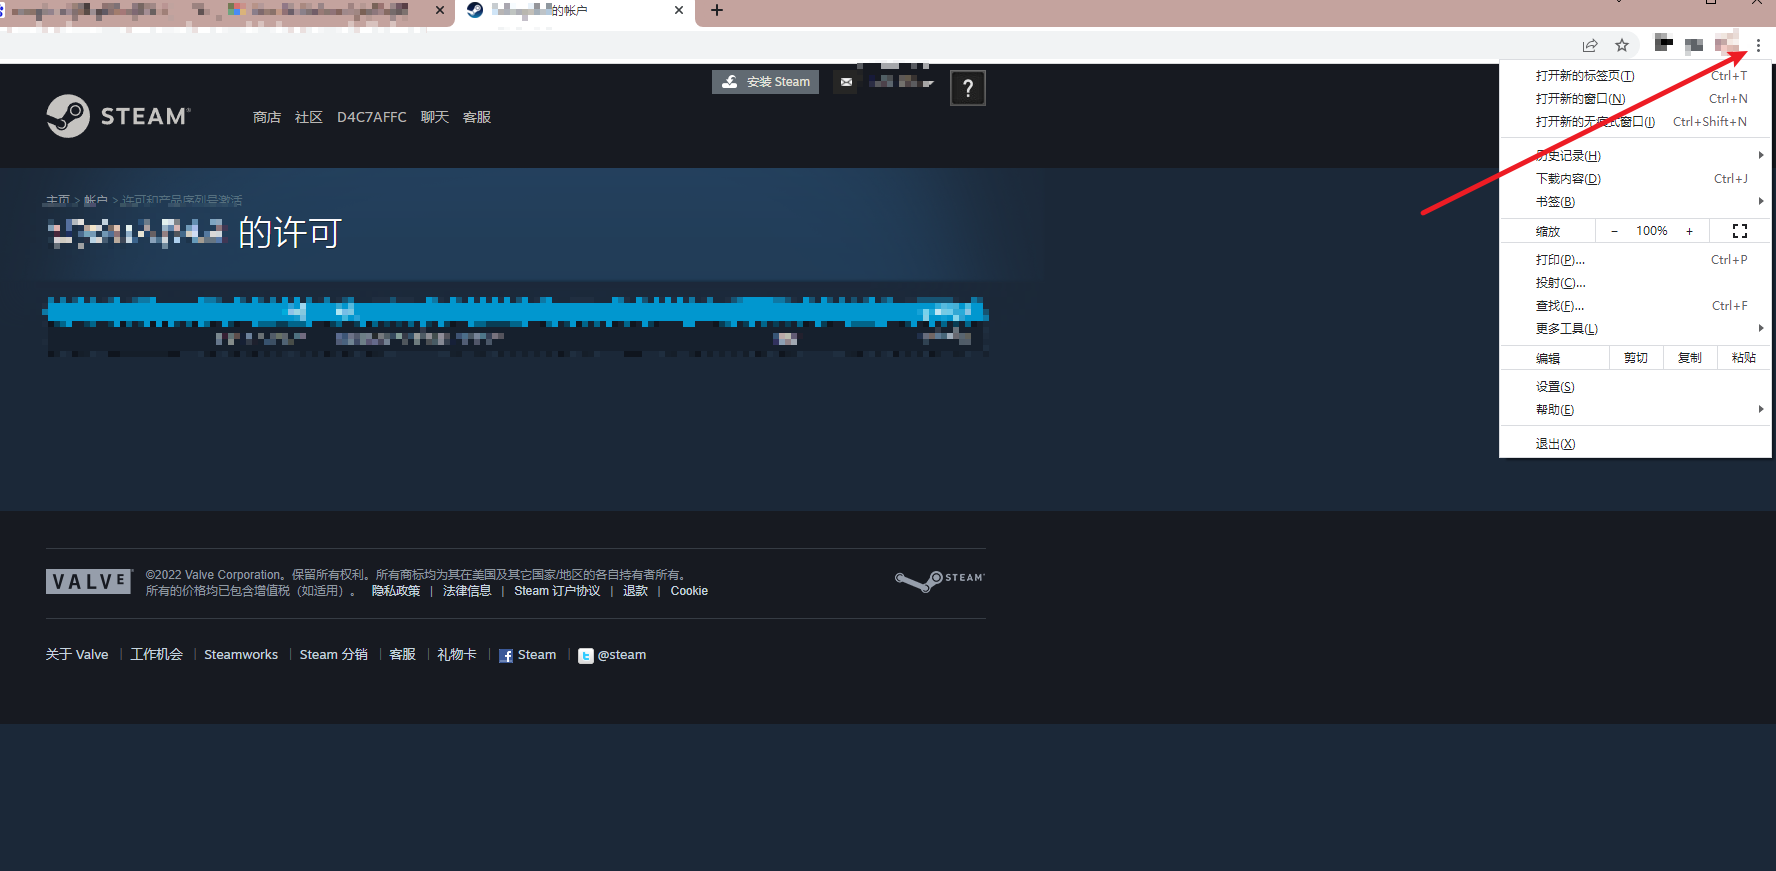 的帐户
安装 Steam
?
STEAM®
商店 社区 D4C7AFFC 聊天 客服
主页 > 帐户 > 许可和产品序列号激活
的许可
打开新的标签页(T) Ctrl+T
打开新的窗口(N) Ctrl+N
打开新的无痕式窗口(I) Ctrl+Shift+N
历史记录(H)
下载内容(D) Ctrl+J
书签(B)
缩放 - 100% +
打印(P)... Ctrl+P
投射(C)...
查找(F)... Ctrl+F
更多工具(L)
编辑 剪切 复制 粘贴
设置(S)
帮助(E)
退出(X)
VALVE
©2022 Valve Corporation。保留所有权利。所有商标均为其在美国及其它国家/地区的各自持有者所有。
所有的价格均已包含增值税（如适用）。 隐私政策 | 法律信息 | Steam 订户协议 | 退款 | Cookie
STEAM™
关于 Valve | 工作机会 | Steamworks | Steam 分销 | 客服 | 礼物卡 | Steam | @steam